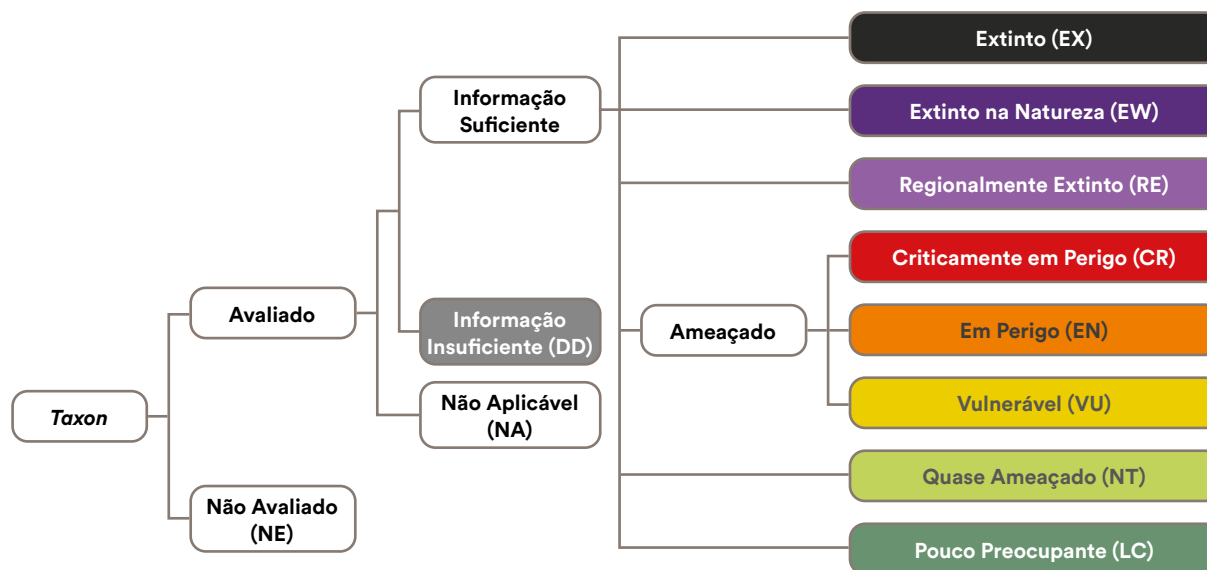 Taxon
Avaliado
Não Avaliado
(NE)
Informação
Suficiente
Informação
Insuficiente (DD)
Não Aplicável
(NA)
Ameaçado
Extinto (EX)
Extinto na Natureza (EW)
Regionalmente Extinto (RE)
Criticamente em Perigo (CR)
Em Perigo (EN)
Vulnerável (VU)
Quase Ameaçado (NT)
Pouco Preocupante (LC)